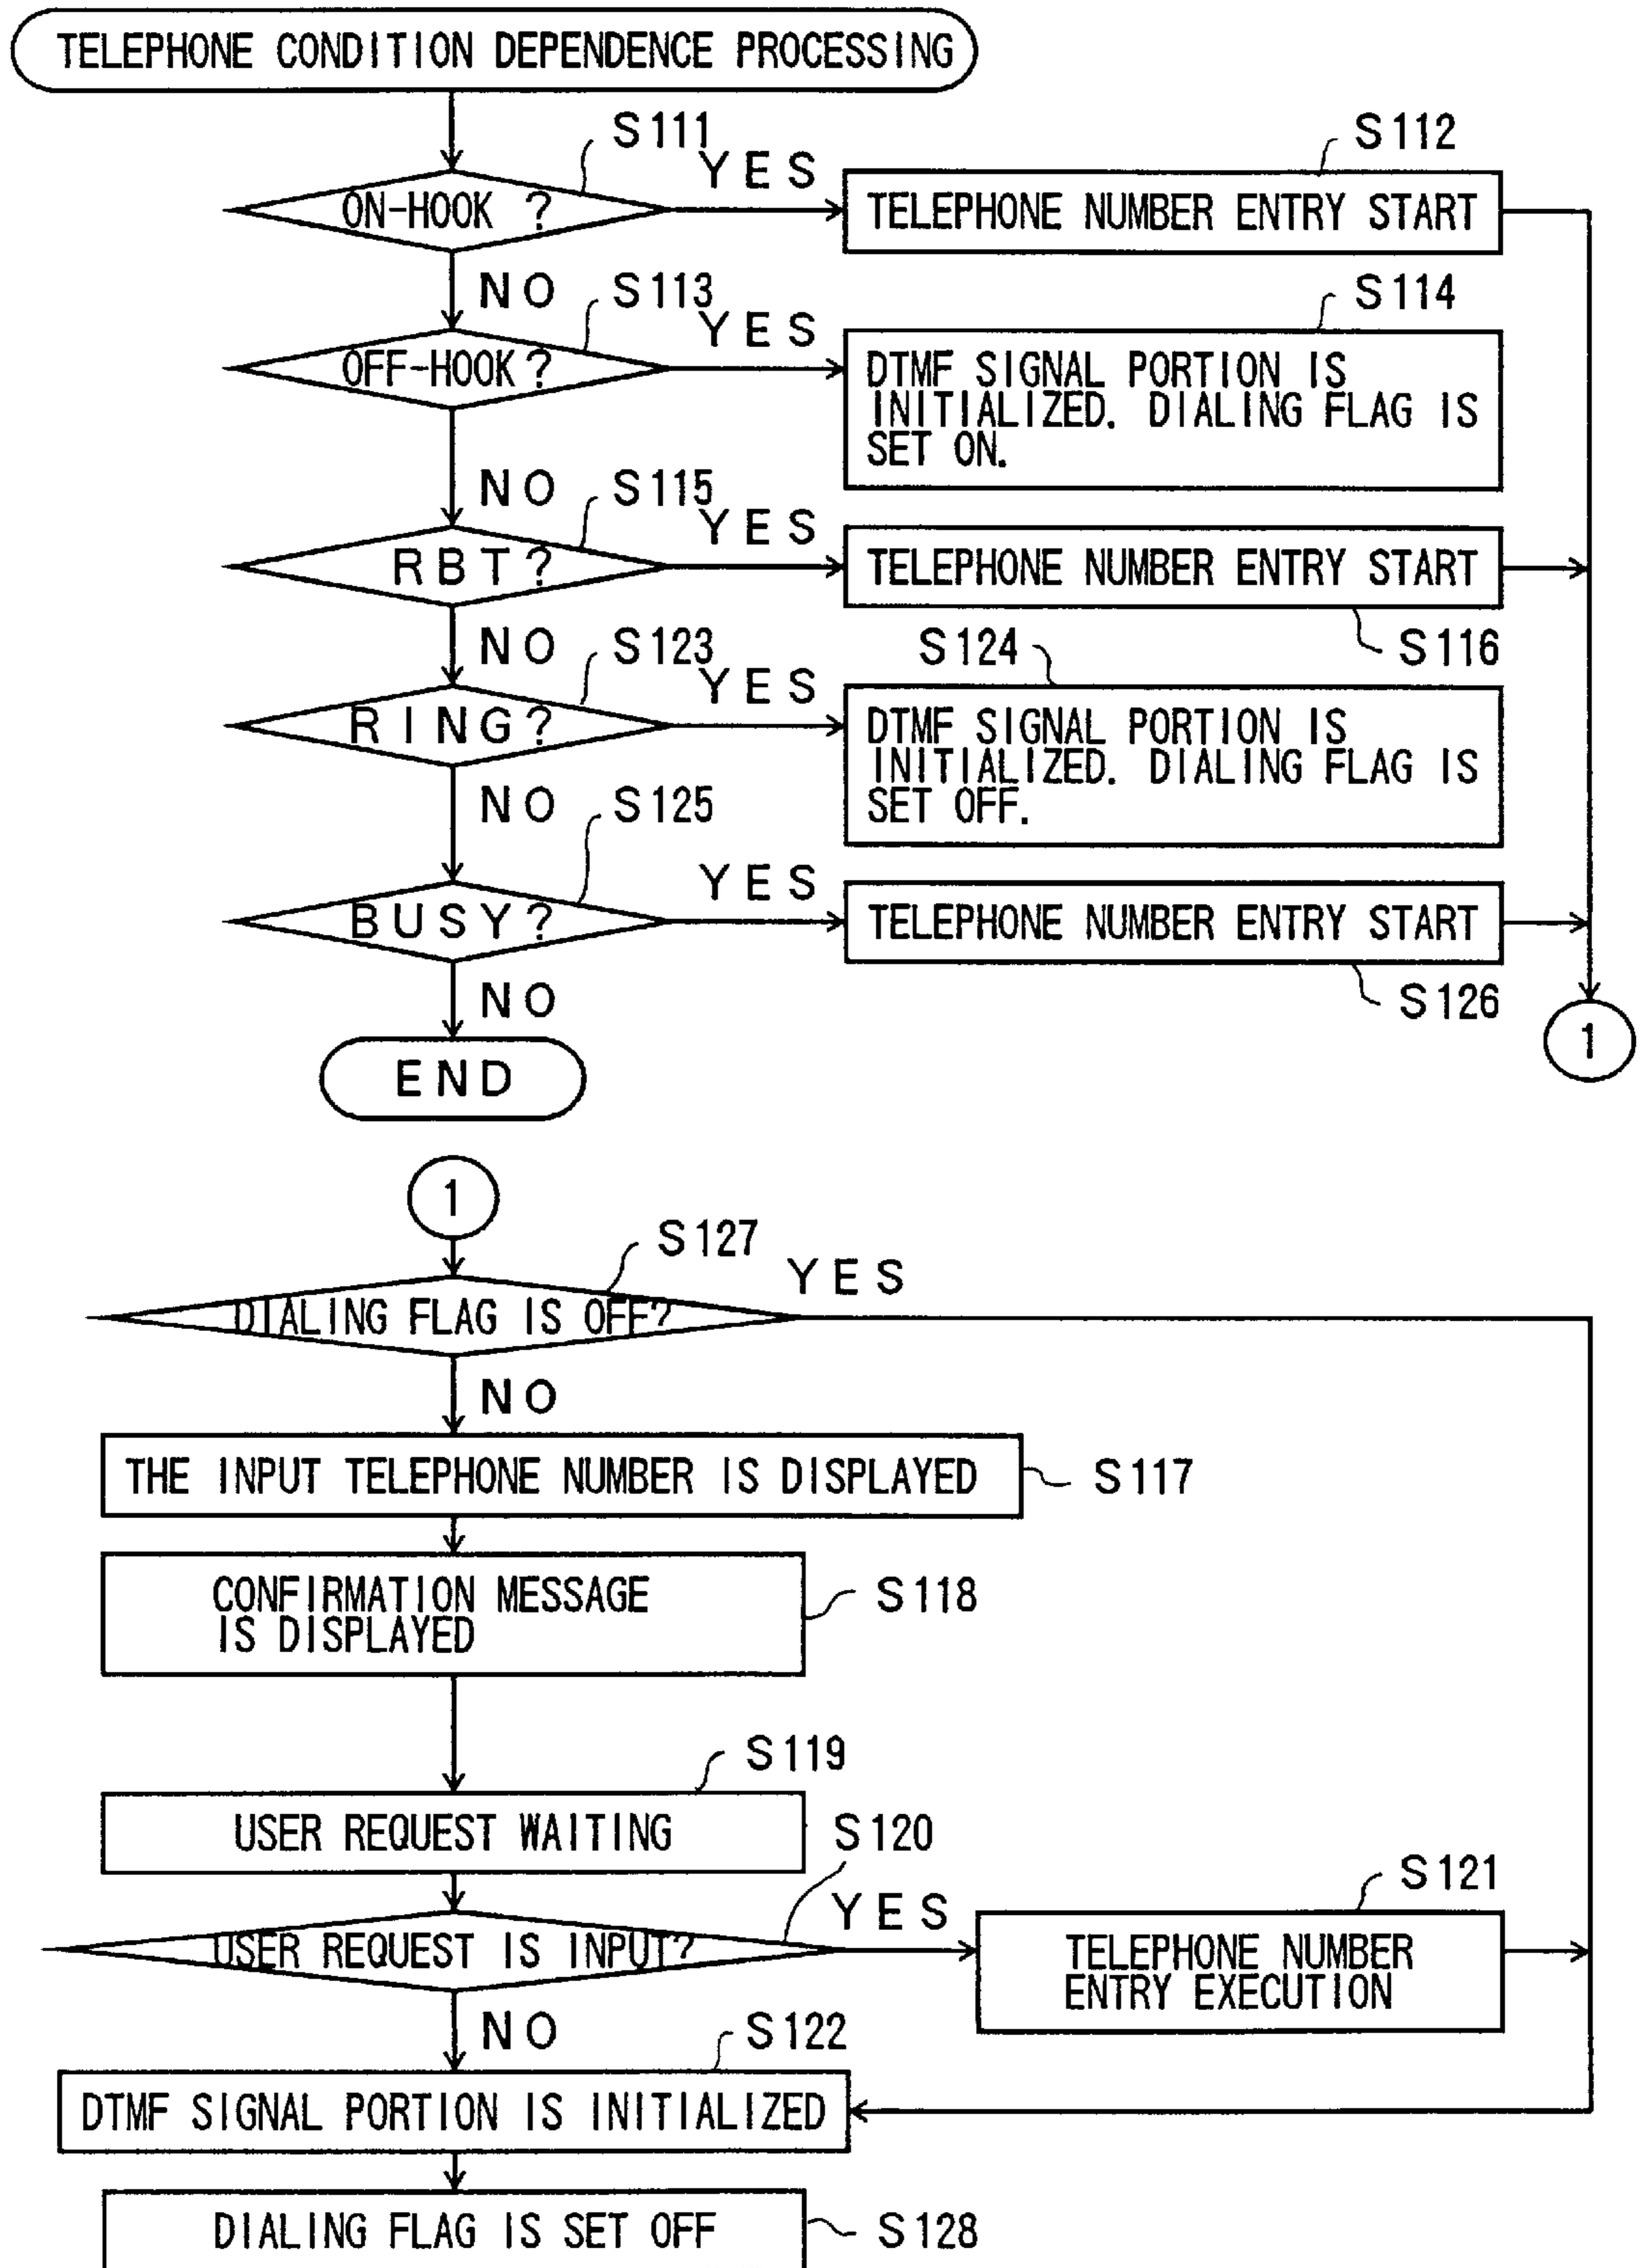 TELEPHONE CONDITION DEPENDENCE PROCESSING
S111
ON-HOOK ?
YES
S112
TELEPHONE NUMBER ENTRY START
NO
S113
OFF-HOOK?
YES
S114
DTMF SIGNAL PORTION IS
INITIALIZED. DIALING FLAG IS
SET ON.
NO
S115
RBT?
YES
TELEPHONE NUMBER ENTRY START
S116
NO
S123
RING?
YES
S124
DTMF SIGNAL PORTION IS
INITIALIZED. DIALING FLAG IS
SET OFF.
NO
S125
BUSY?
YES
TELEPHONE NUMBER ENTRY START
S126
NO
END
1
1
S127
DIALING FLAG IS OFF?
YES
NO
THE INPUT TELEPHONE NUMBER IS DISPLAYED
S117
CONFIRMATION MESSAGE
IS DISPLAYED
S118
S119
USER REQUEST WAITING
S120
USER REQUEST IS INPUT?
YES
S121
TELEPHONE NUMBER
ENTRY EXECUTION
NO
S122
DTMF SIGNAL PORTION IS INITIALIZED
DIALING FLAG IS SET OFF
S128